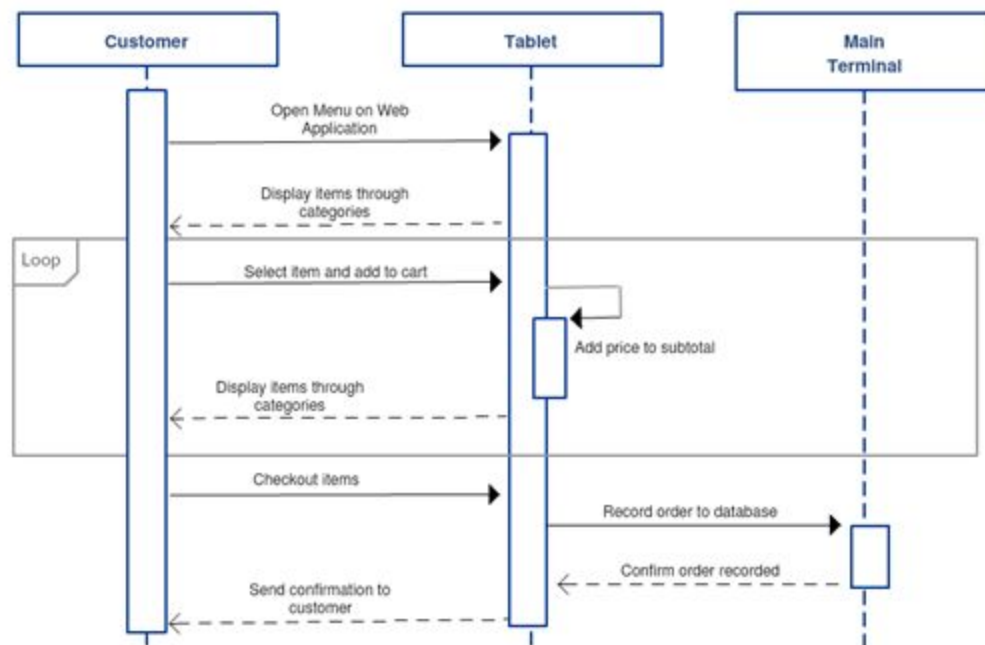 Customer
Tablet
Main
Terminal
Open Menu on Web
Application
Display items through
categories
Loop
Select item and add to cart
Add price to subtotal
Display items through
categories
Checkout items
Record order to database
Confirm order recorded
Send confirmation to
customer